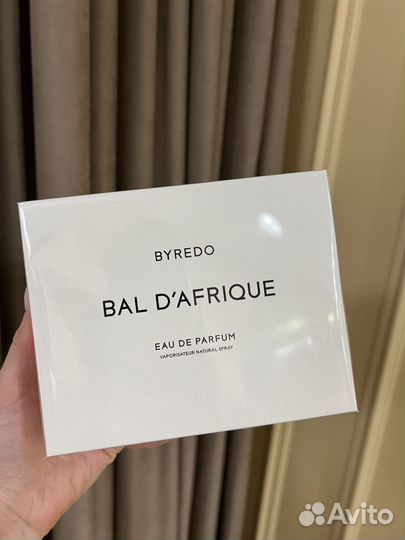 BYREDO
BAL D'AFRIQUE
EAU DE PARFUM
VAPORISATEUR NATURAL SPRAY
Avito